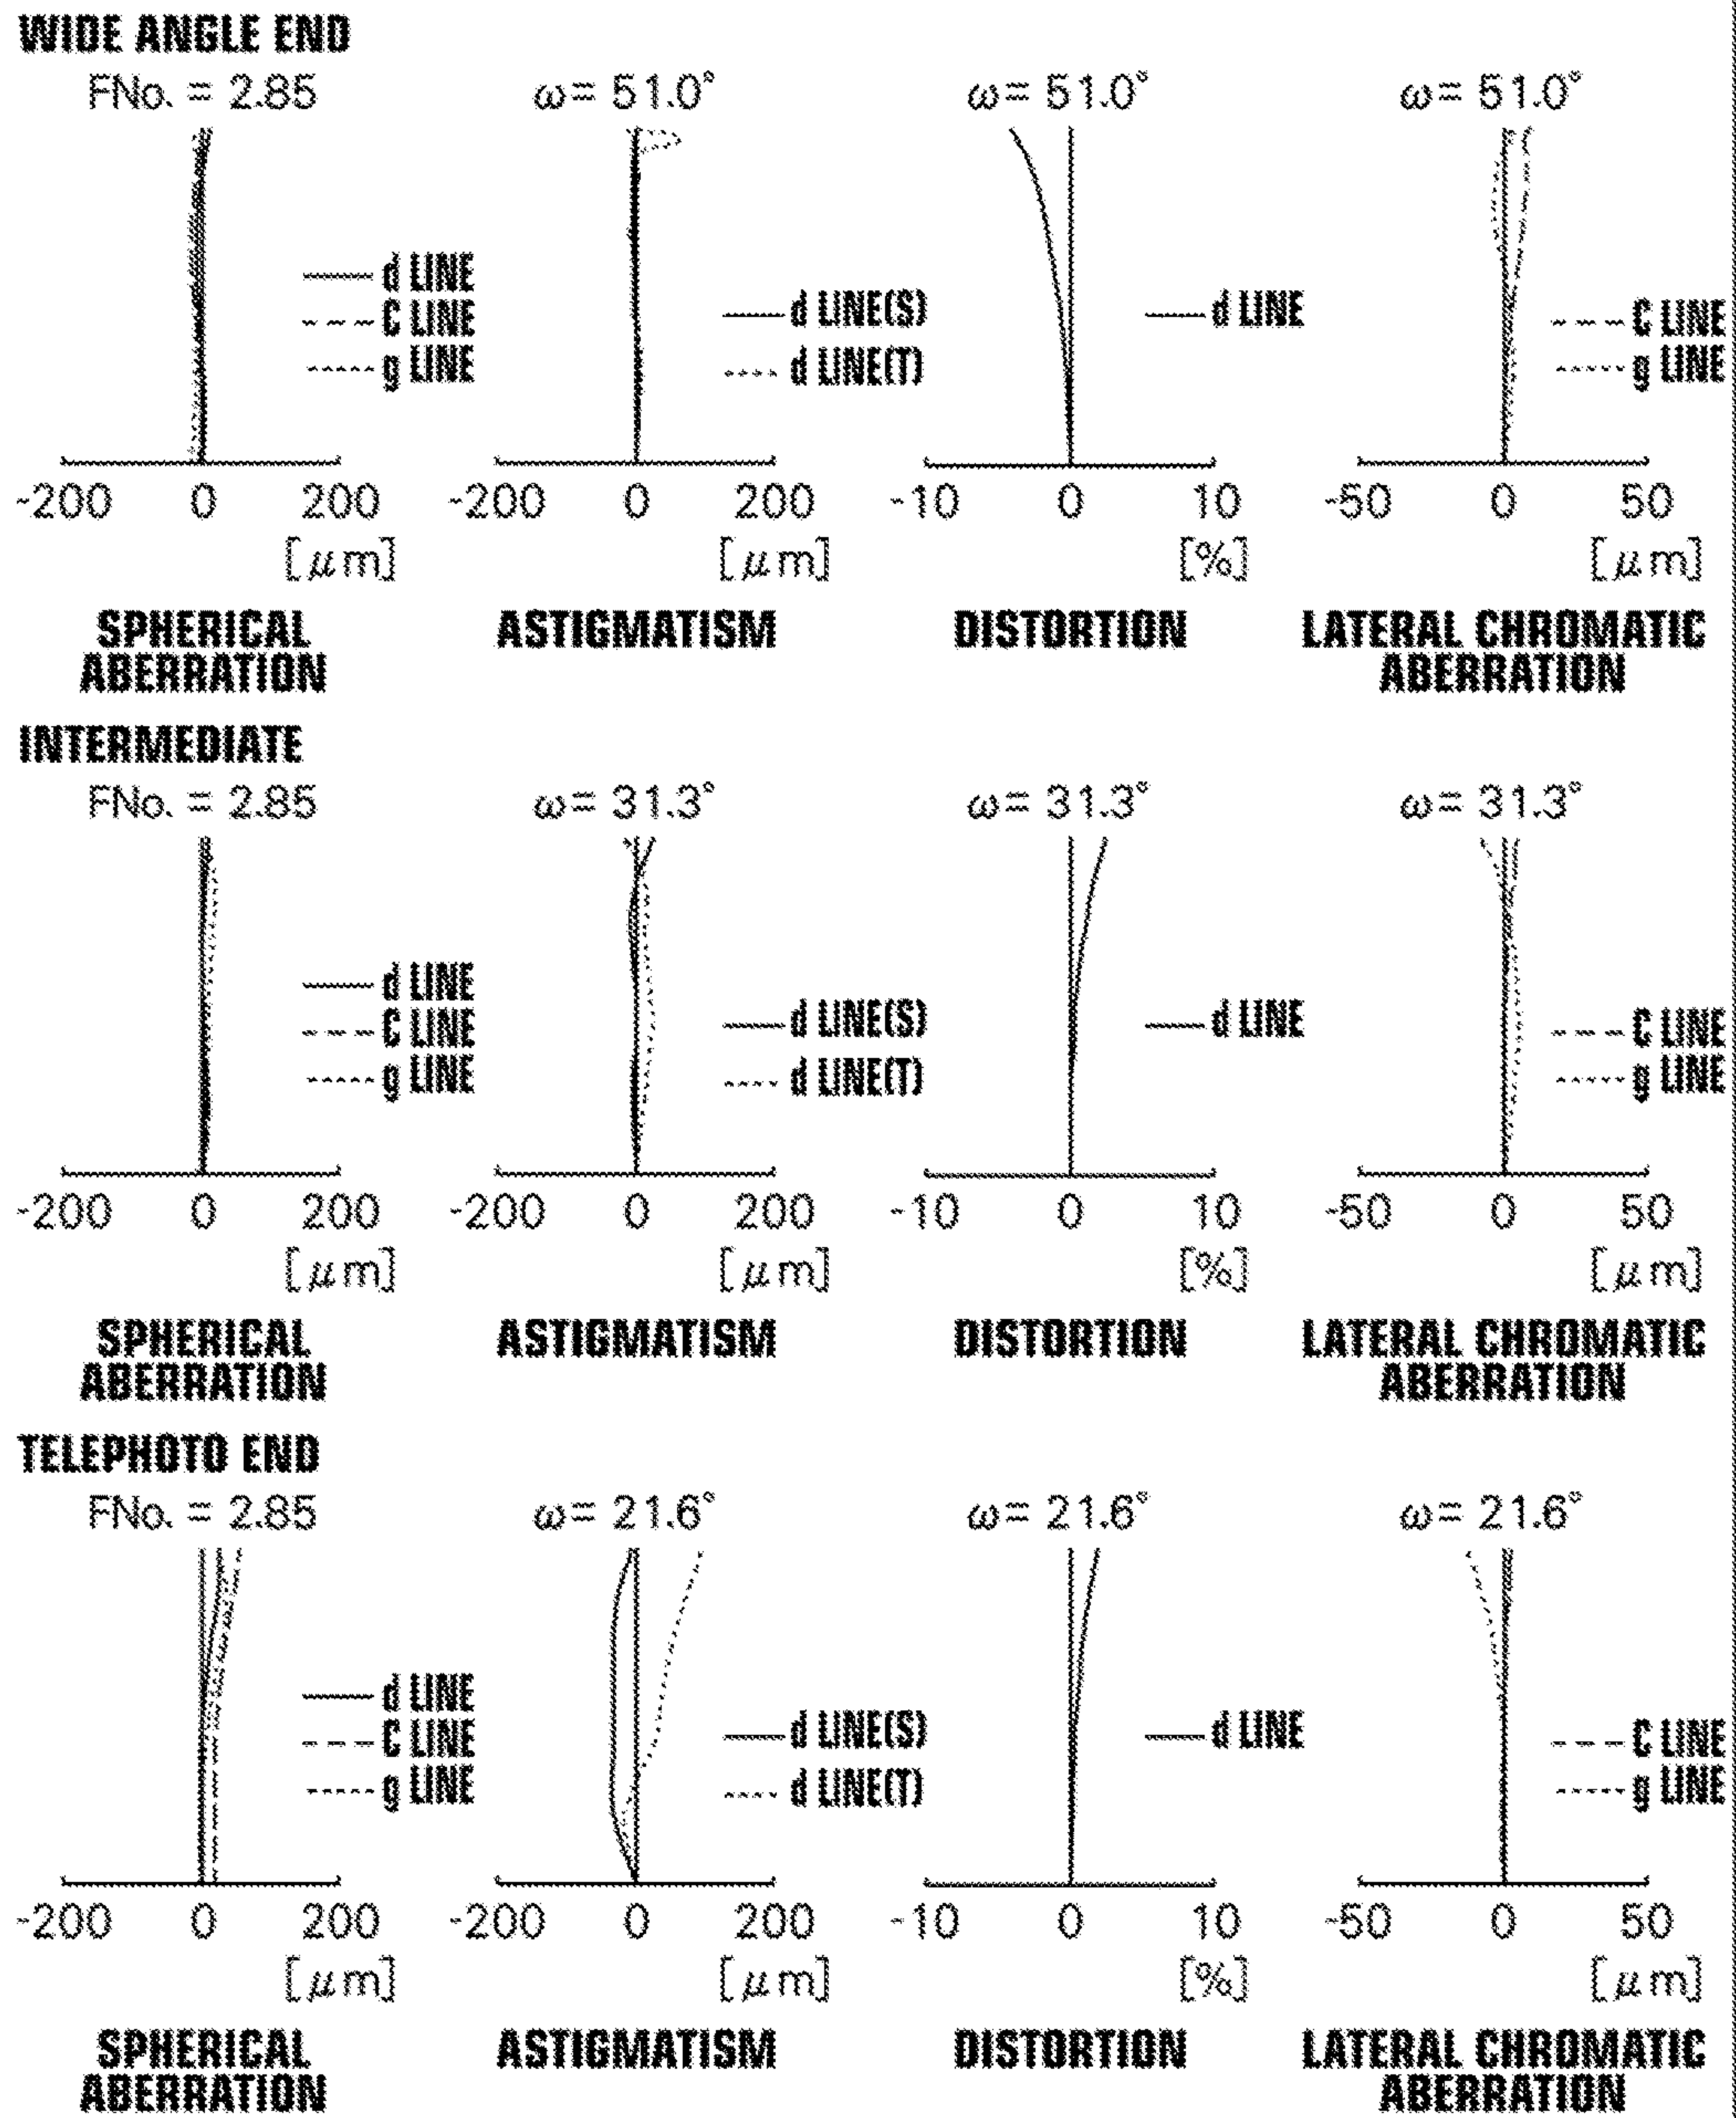 WIDE ANGLE END
FNo. = 2.85
ω= 51.0°
ω= 51.0°
ω= 51.0°
d LINE
C LINE
g LINE
d LINE(S)
d LINE(T)
d LINE
C LINE
g LINE
-200 0 200
-200 0 200
-10 0 10
-50 0 50
[μm]
[μm]
[%]
[μm]
SPHERICAL
ABERRATION
ASTIGMATISM
DISTORTION
LATERAL CHROMATIC
ABERRATION
INTERMEDIATE
FNo. = 2.85
ω= 31.3°
ω= 31.3°
ω= 31.3°
d LINE
C LINE
g LINE
d LINE(S)
d LINE(T)
d LINE
C LINE
g LINE
-200 0 200
-200 0 200
-10 0 10
-50 0 50
[μm]
[μm]
[%]
[μm]
SPHERICAL
ABERRATION
ASTIGMATISM
DISTORTION
LATERAL CHROMATIC
ABERRATION
TELEPHOTO END
FNo. = 2.85
ω= 21.6°
ω= 21.6°
ω= 21.6°
d LINE
C LINE
g LINE
d LINE(S)
d LINE(T)
d LINE
C LINE
g LINE
-200 0 200
-200 0 200
-10 0 10
-50 0 50
[μm]
[μm]
[%]
[μm]
SPHERICAL
ABERRATION
ASTIGMATISM
DISTORTION
LATERAL CHROMATIC
ABERRATION